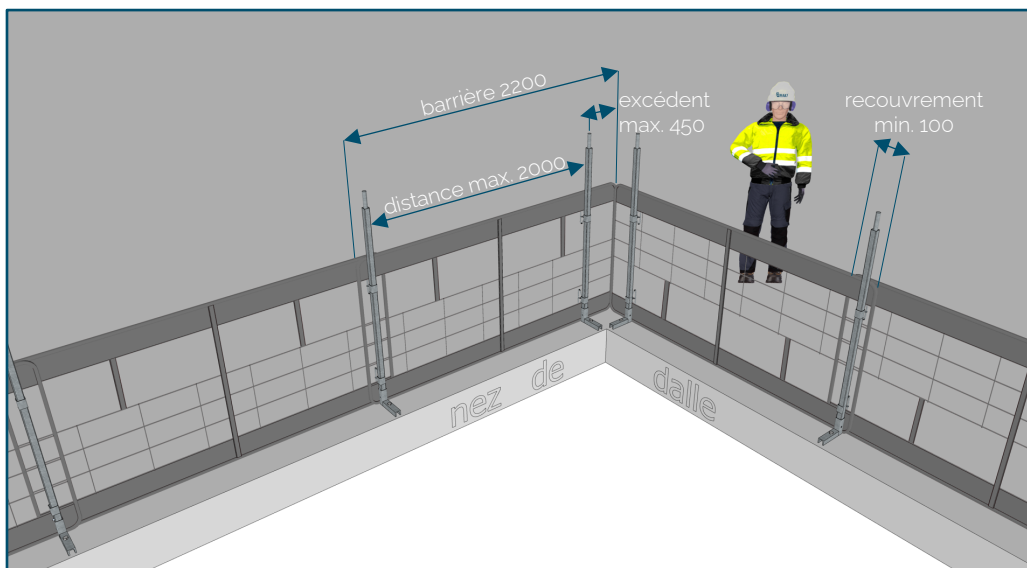 barrière 2200
excédent
max. 450
recouvrement
min. 100
distance max. 2000
nez de dalle